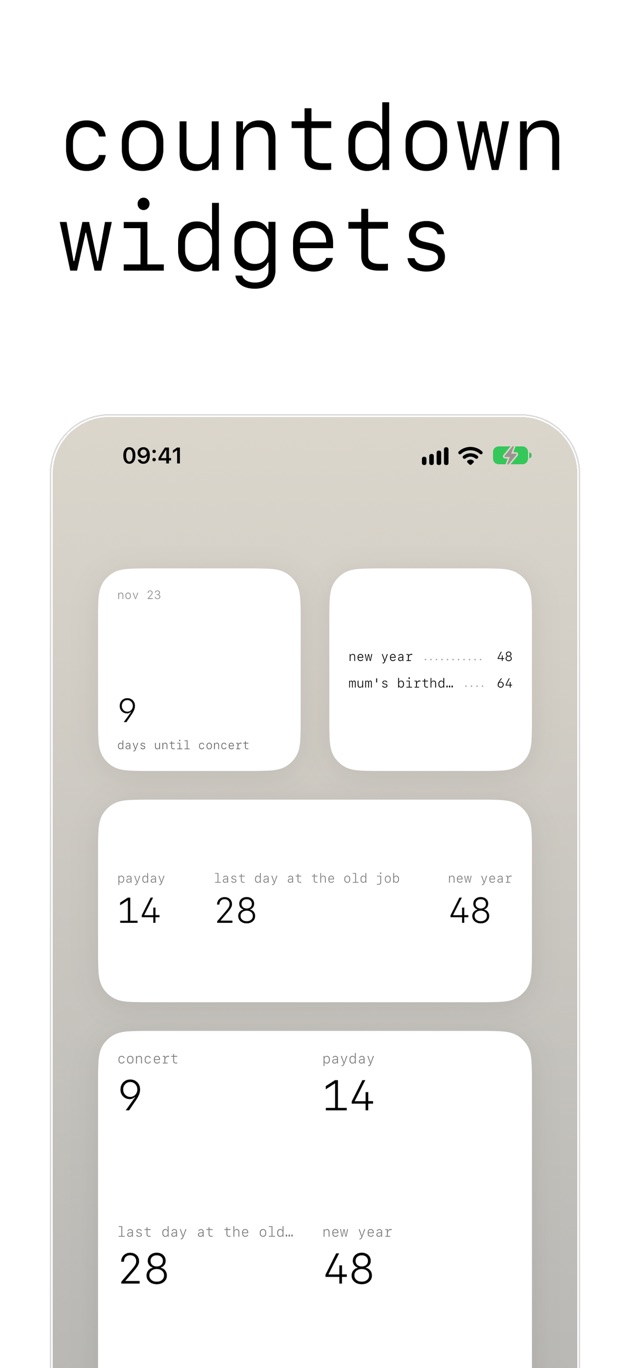 countdown
widgets
09:41
nov 23
9
days until concert
new year ........... 48
mum's birthd… .... 64
payday last day at the old job new year
14 28 48
concert payday
9 14
last day at the old… new year
28 48